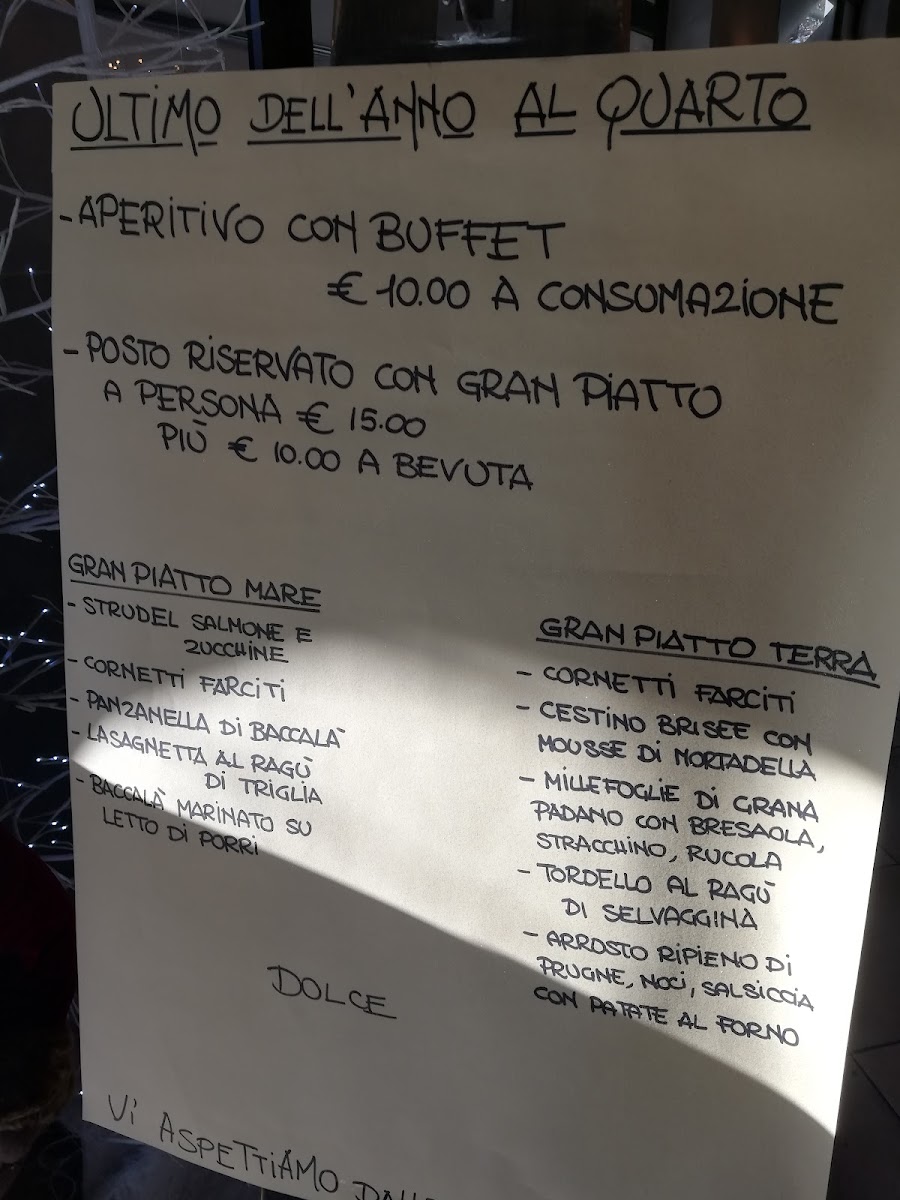 ULTIMO DELL'ANNO AL QUARTO
- APERITIVO CON BUFFET
€ 10.00 A CONSUMAZIONE
- POSTO RISERVATO CON GRAN PIATTO
A PERSONA € 15.00
PIÙ € 10.00 A BEVUTA
GRAN PIATTO MARE
- STRUDEL SALMONE E
ZUCCHINE
- CORNETTI FARCITI
- PANZANELLA DI BACCALÀ
- LASAGNETTA AL RAGÙ
DI TRIGLIA
- BACCALÀ MARINATO SU
LETTO DI PORRI
GRAN PIATTO TERRA
- CORNETTI FARCITI
- CESTINO BRISEE CON
MOUSSE DI MORTADELLA
- MILLEFOGLIE DI GRANA
PADANO CON BRESAOLA,
STRACCHINO, RUCOLA
- TORDELLO AL RAGÙ
DI SELVAGGINA
- ARROSTO RIPIENO DI
PRUGNE, NOCI, SALSICCIA
CON PATATE AL FORNO
DOLCE
VI ASPETTIAMO